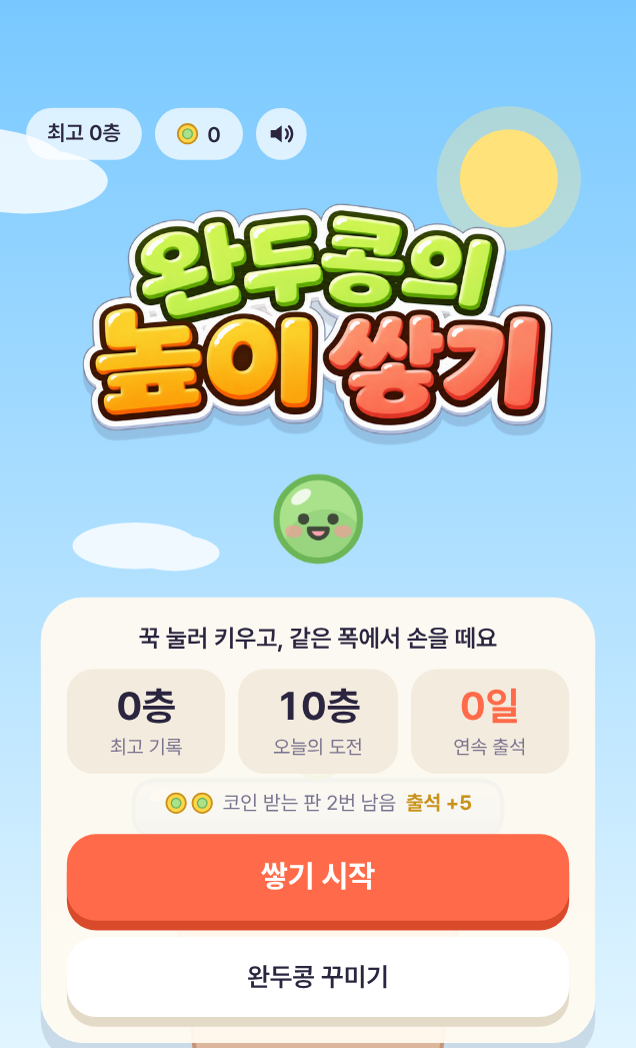 최고 0층
0
완두콩의
높이 쌓기
꾹 눌러 키우고, 같은 폭에서 손을 떼요
0층 10층 0일
최고 기록 오늘의 도전 연속 출석
코인 받는 판 2번 남음 출석 +5
쌓기 시작
완두콩 꾸미기